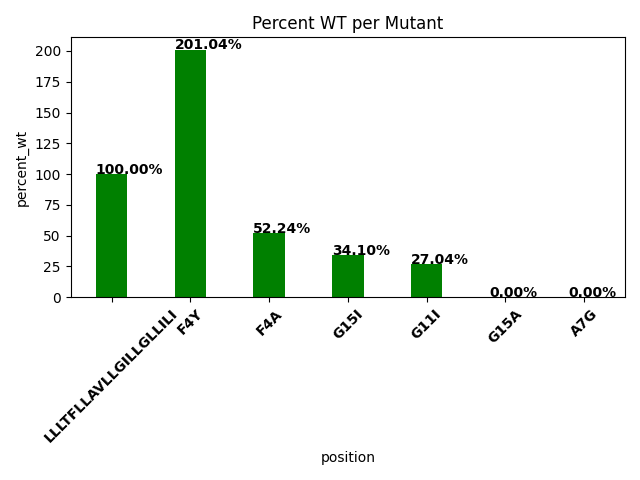 Percent WT per Mutant
percent_wt
200
175
150
125
100
75
50
25
0
100.00%
201.04%
52.24%
34.10%
27.04%
0.00%
0.00%
LLLTFLLAVLLGILLGLLILI
F4Y
F4A
G15I
G11I
G15A
A7G
position